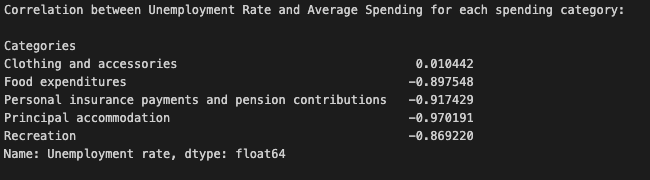 Correlation between Unemployment Rate and Average Spending for each spending category:
Categories
Clothing and accessories 0.010442
Food expenditures -0.897548
Personal insurance payments and pension contributions -0.917429
Principal accommodation -0.970191
Recreation -0.869220
Name: Unemployment rate, dtype: float64